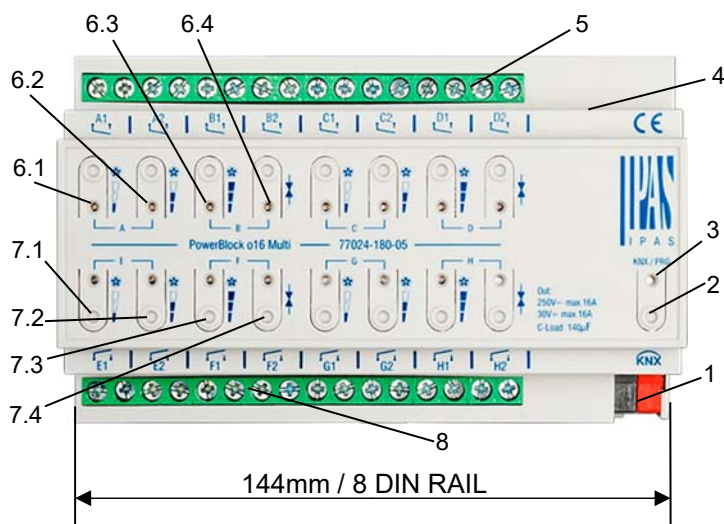 6.3
6.4
5
6.2
4
A1 A2 B1 B2 C1 C2 D1 D2
CE
6.1
A B C D
IPAS
IPAS
PowerBlock o16 Multi 77024-180-05
KNX / PRG
3
E F G H
7.1
Out:
250V~ max.16A
30V⎓ max.16A
C-Load 140µF
2
7.2
7.3
E1 E2 F1 F2 G1 G2 H1 H2
KNX
7.4
1
8
144mm / 8 DIN RAIL